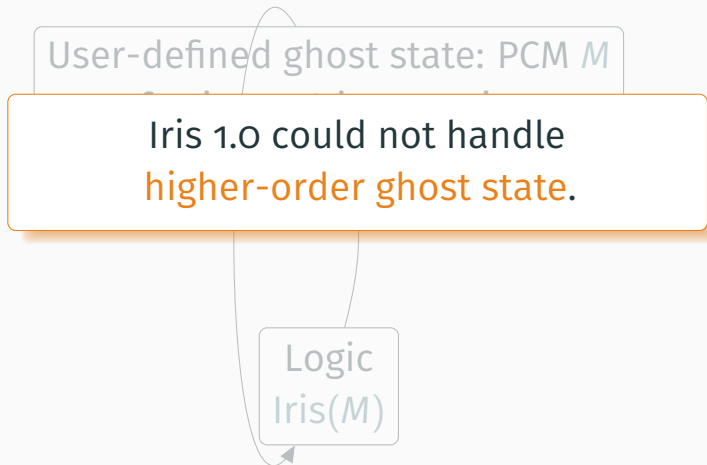 User-defined ghost state: PCM M
Iris 1.0 could not handle
higher-order ghost state.
Logic
Iris(M)